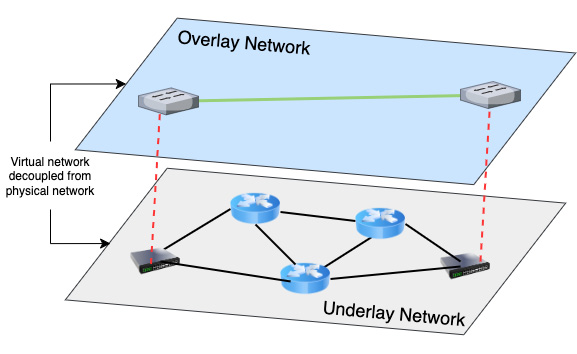 Overlay Network
Virtual network
decoupled from
physical network
Underlay Network